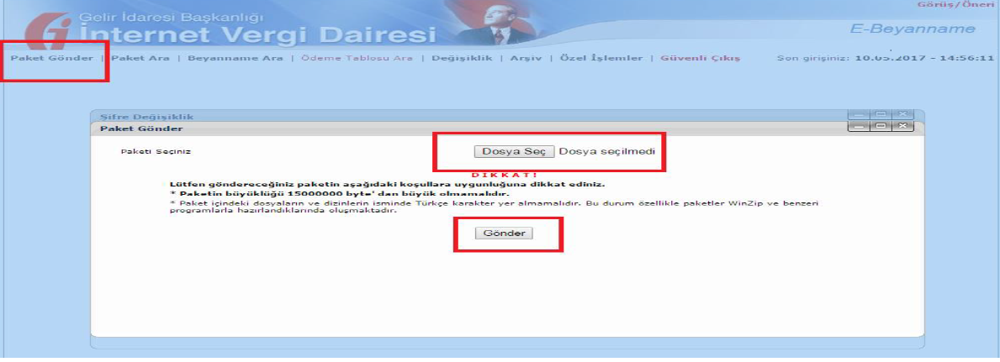 Görüş/Öneri
Gelir İdaresi Başkanlığı
İnternet Vergi Dairesi
E-Beyanname
Paket Gönder | Paket Ara | Beyanname Ara | Ödeme Tablosu Ara | Değişiklik | Arşiv | Özel İşlemler | Güvenli Çıkış Son girişiniz: 10.05.2017 - 14:56:11
Şifre Değişiklik
Paket Gönder
Paketi Seçiniz
Dosya Seç Dosya seçilmedi
DİKKAT!
Lütfen göndereceğiniz paketin aşağıdaki koşullara uygunluğuna dikkat ediniz.
* Paketin büyüklüğü 15000000 byte' dan büyük olmamalıdır.
* Paket içindeki dosyaların ve dizinlerin isminde Türkçe karakter yer almamalıdır. Bu durum özellikle paketler WinZip ve benzeri
programlarla hazırlandıklarında oluşmaktadır.
Gönder